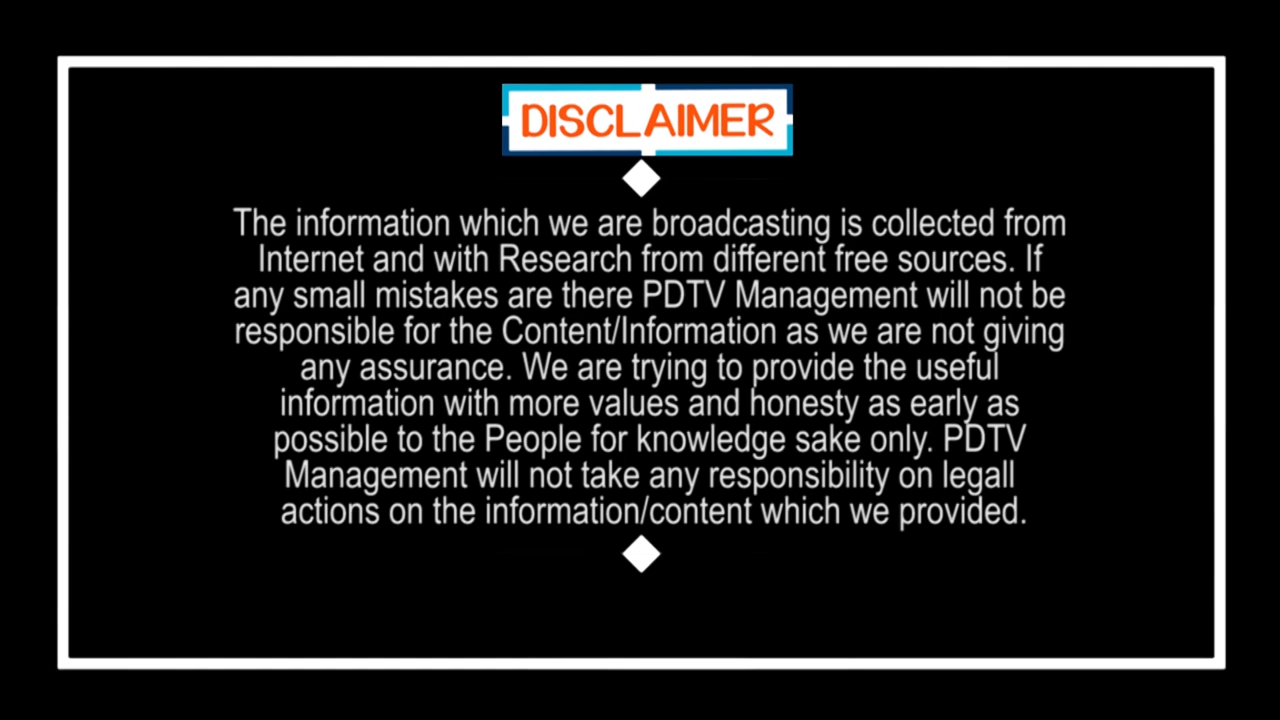 DISCLAIMER
The information which we are broadcasting is collected from
Internet and with Research from different free sources. If
any small mistakes are there PDTV Management will not be
responsible for the Content/Information as we are not giving
any assurance. We are trying to provide the useful
information with more values and honesty as early as
possible to the People for knowledge sake only. PDTV
Management will not take any responsibility on legall
actions on the information/content which we provided.